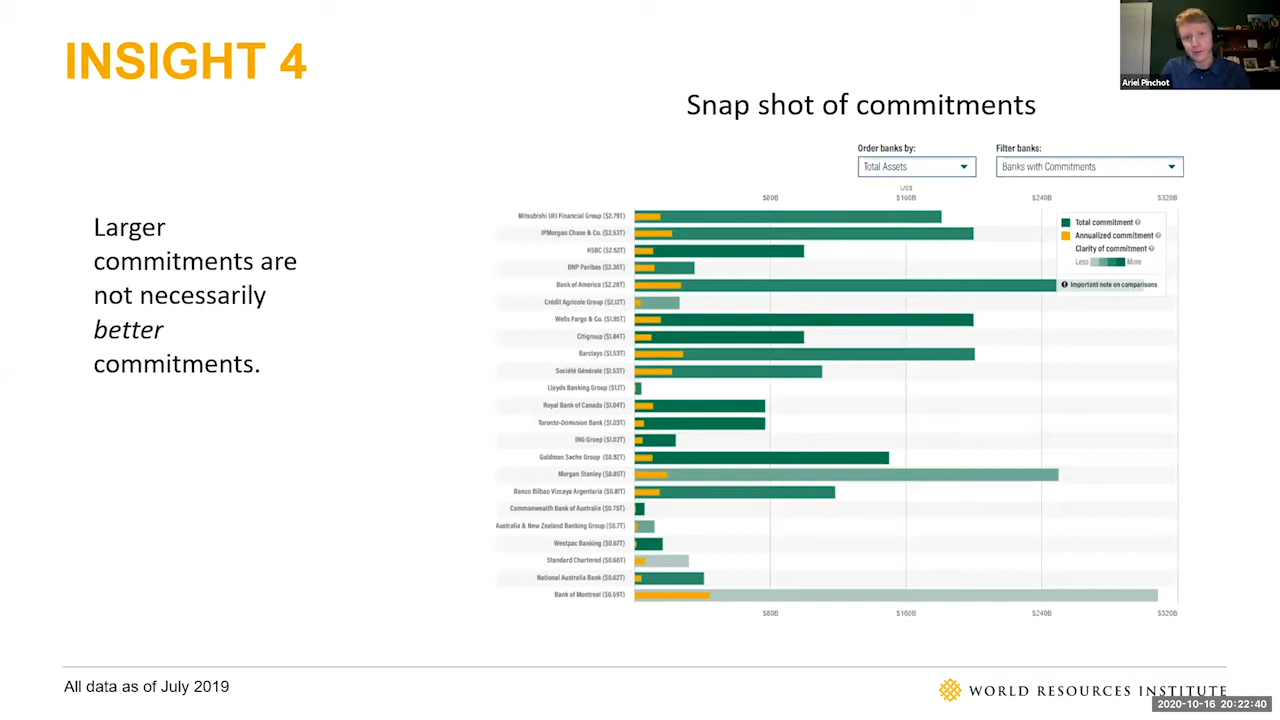 INSIGHT 4
Ariel Pinchot
Snap shot of commitments
Order banks by:
Filter banks:
Total Assets
Banks with Commitments
US$
$80B
$160B
$240B
$320B
Larger
commitments are
not necessarily
better
commitments.
Mitsubishi UFJ Financial Group ($2.79T)
JPMorgan Chase & Co. ($2.53T)
HSBC ($2.52T)
BNP Paribas ($2.36T)
Bank of America ($2.28T)
Crédit Agricole Group ($2.12T)
Wells Fargo & Co. ($1.95T)
Citigroup ($1.84T)
Barclays ($1.53T)
Société Générale ($1.53T)
Lloyds Banking Group ($1.1T)
Royal Bank of Canada ($1.04T)
Toronto-Dominion Bank ($1.03T)
ING Groep ($1.02T)
Goldman Sachs Group ($0.92T)
Morgan Stanley ($0.85T)
Banco Bilbao Vizcaya Argentaria ($0.81T)
Commonwealth Bank of Australia ($0.75T)
Australia & New Zealand Banking Group ($0.7T)
Westpac Banking ($0.67T)
Standard Chartered ($0.66T)
National Australia Bank ($0.62T)
Bank of Montreal ($0.59T)
Total commitment
Annualized commitment
Clarity of commitment
Less More
Important note on comparisons
$80B
$160B
$240B
$320B
All data as of July 2019
WORLD RESOURCES INSTITUTE
2020-10-16 20:22:40